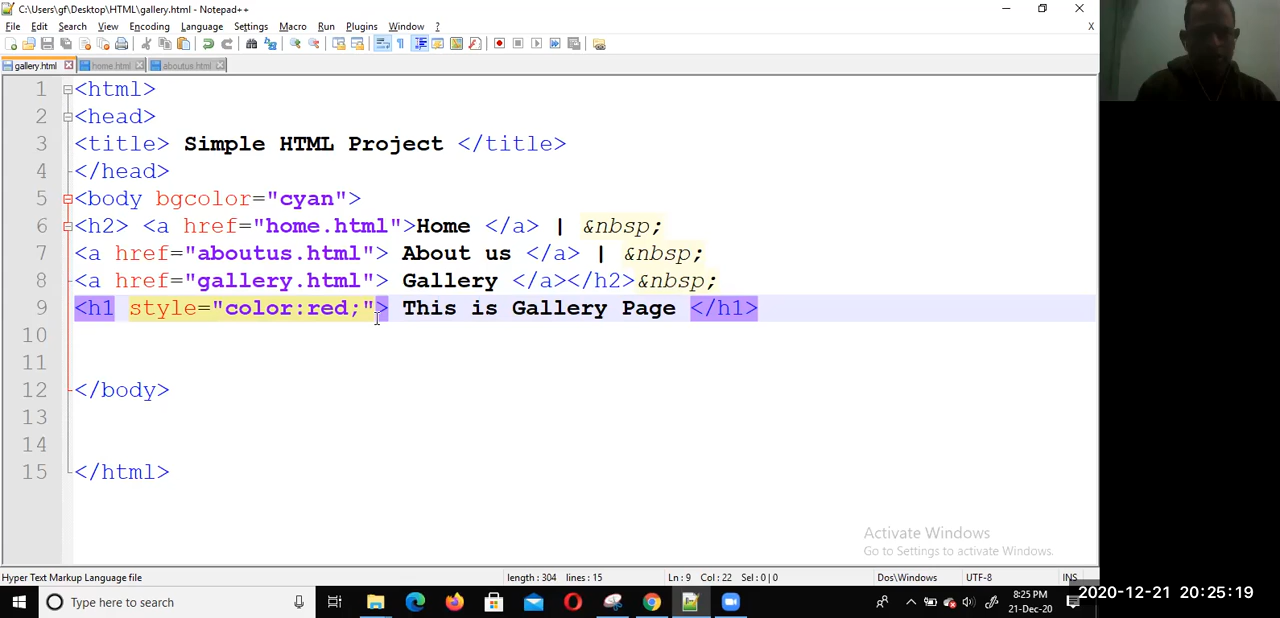 C:\Users\gf\Desktop\HTML\gallery.html - Notepad++
File Edit Search View Encoding Language Settings Macro Run Plugins Window ? X
gallery.html home.html aboutus.html
1 <html>
2 <head>
3 <title> Simple HTML Project </title>
4 </head>
5 <body bgcolor="cyan">
6 <h2> <a href="home.html">Home </a> | &nbsp;
7 <a href="aboutus.html"> About us </a> | &nbsp;
8 <a href="gallery.html"> Gallery </a></h2>&nbsp;
9 <h1 style="color:red;"> This is Gallery Page </h1>
10
11
12 </body>
13
14
15 </html>
Activate Windows
Go to Settings to activate Windows.
Hyper Text Markup Language file length : 304 lines : 15 Ln : 9 Col : 22 Sel : 0 | 0 Dos\Windows UTF-8 INS
Type here to search
8:25 PM
21-Dec-20
2020-12-21 20:25:19